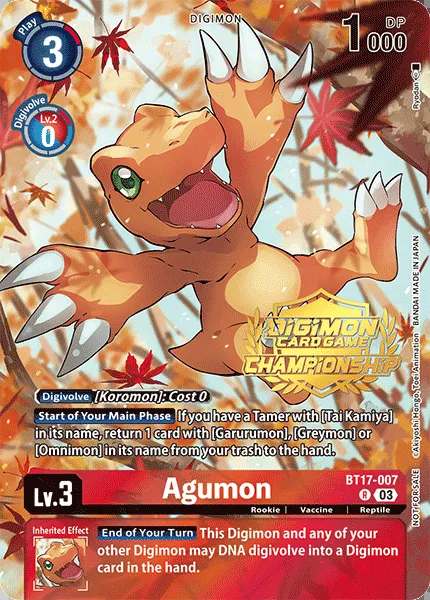 DIGIMON
Play
3
1000
DP
Digivolve
Lv.2
0
Ryodan
DIGIMON
CARD GAME
CHAMPIONSHIP
Digivolve [Koromon]: Cost 0
Start of Your Main Phase If you have a Tamer with [Tai Kamiya]
in its name, return 1 card with [Garurumon], [Greymon] or
[Omnimon] in its name from your trash to the hand.
©Akiyoshi Hongo, Toei Animation BANDAI MADE IN JAPAN
NOT FOR SALE
Lv.3
Agumon
BT17-007
R 03
Rookie | Vaccine | Reptile
Inherited Effect
End of Your Turn This Digimon and any of your
other Digimon may DNA digivolve into a Digimon
card in the hand.